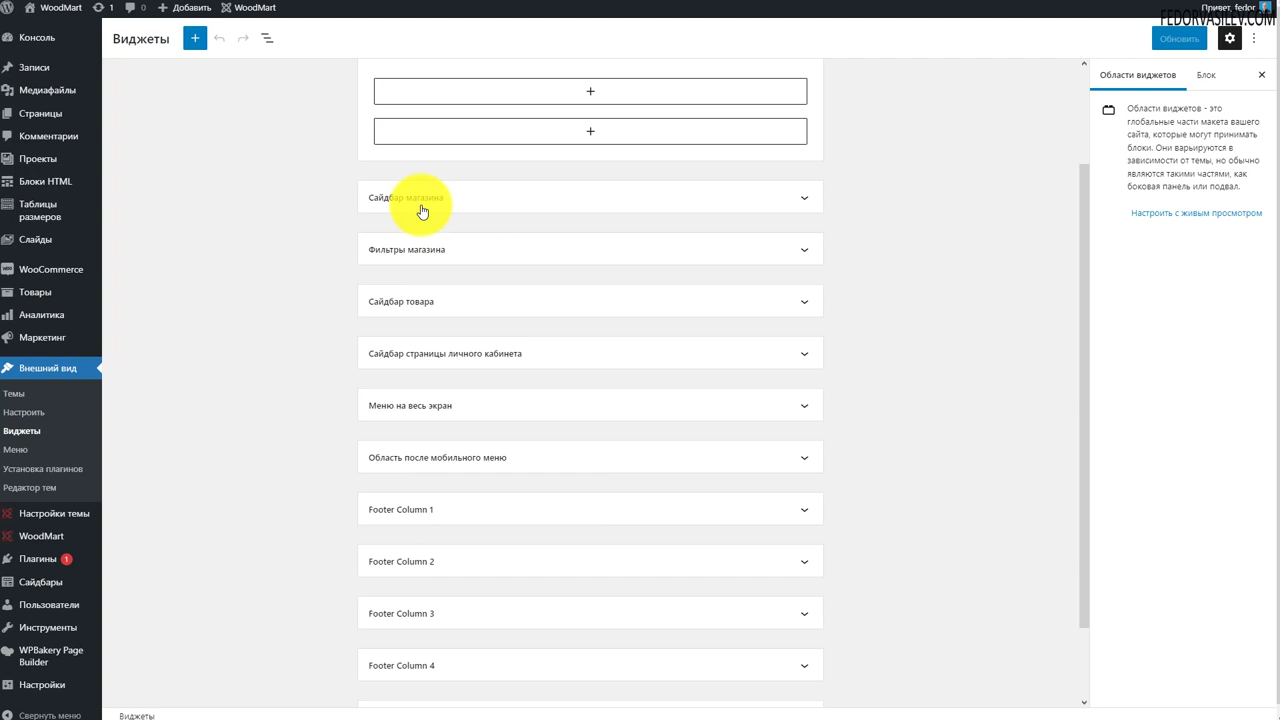 WoodMart
1
0
Добавить
WoodMart
Привет, fedor
FEDORVASILEV.COM
Консоль
Записи
Медиафайлы
Страницы
Комментарии
Проекты
Блоки HTML
Таблицы
размеров
Слайды
WooCommerce
Товары
Аналитика
Маркетинг
Внешний вид
Темы
Настроить
Виджеты
Меню
Установка плагинов
Редактор тем
Настройки темы
WoodMart
Плагины 1
Сайдбары
Пользователи
Инструменты
WPBakery Page
Builder
Настройки
Свернуть меню
Виджеты
Обновить
Сайдбар магазина
Фильтры магазина
Сайдбар товара
Сайдбар страницы личного кабинета
Меню на весь экран
Область после мобильного меню
Footer Column 1
Footer Column 2
Footer Column 3
Footer Column 4
Области виджетов
Блок
Области виджетов - это
глобальные части макета вашего
сайта, которые могут принимать
блоки. Они варьируются в
зависимости от темы, но обычно
являются такими частями, как
боковая панель или подвал.
Настроить с живым просмотром
Виджеты